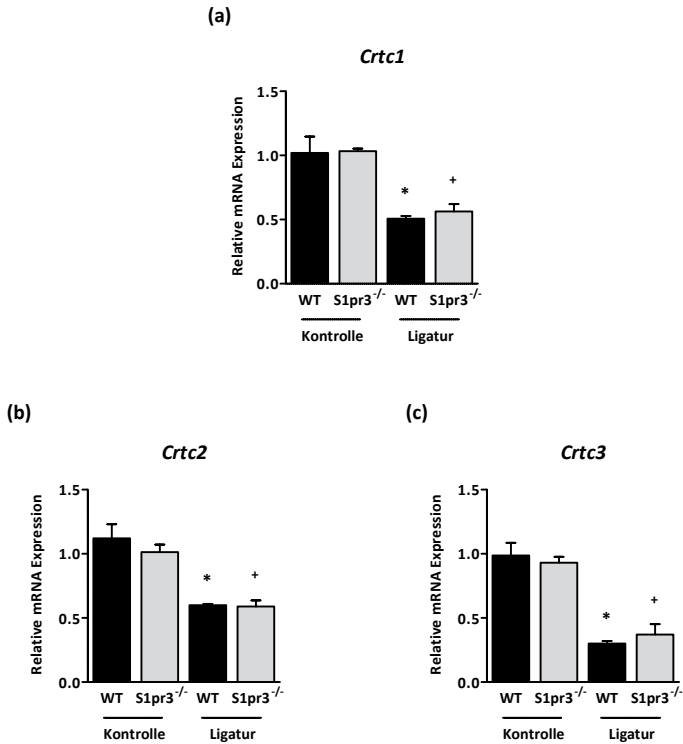 (a)
Crtc1
Relative mRNA Expression
1.5
1.0
0.5
0.0
*
+
WT S1pr3-/- WT S1pr3-/-
Kontrolle Ligatur
(b)
Crtc2
Relative mRNA Expression
1.5
1.0
0.5
0.0
*
+
WT S1pr3-/- WT S1pr3-/-
Kontrolle Ligatur
(c)
Crtc3
Relative mRNA Expression
1.5
1.0
0.5
0.0
*
+
WT S1pr3-/- WT S1pr3-/-
Kontrolle Ligatur